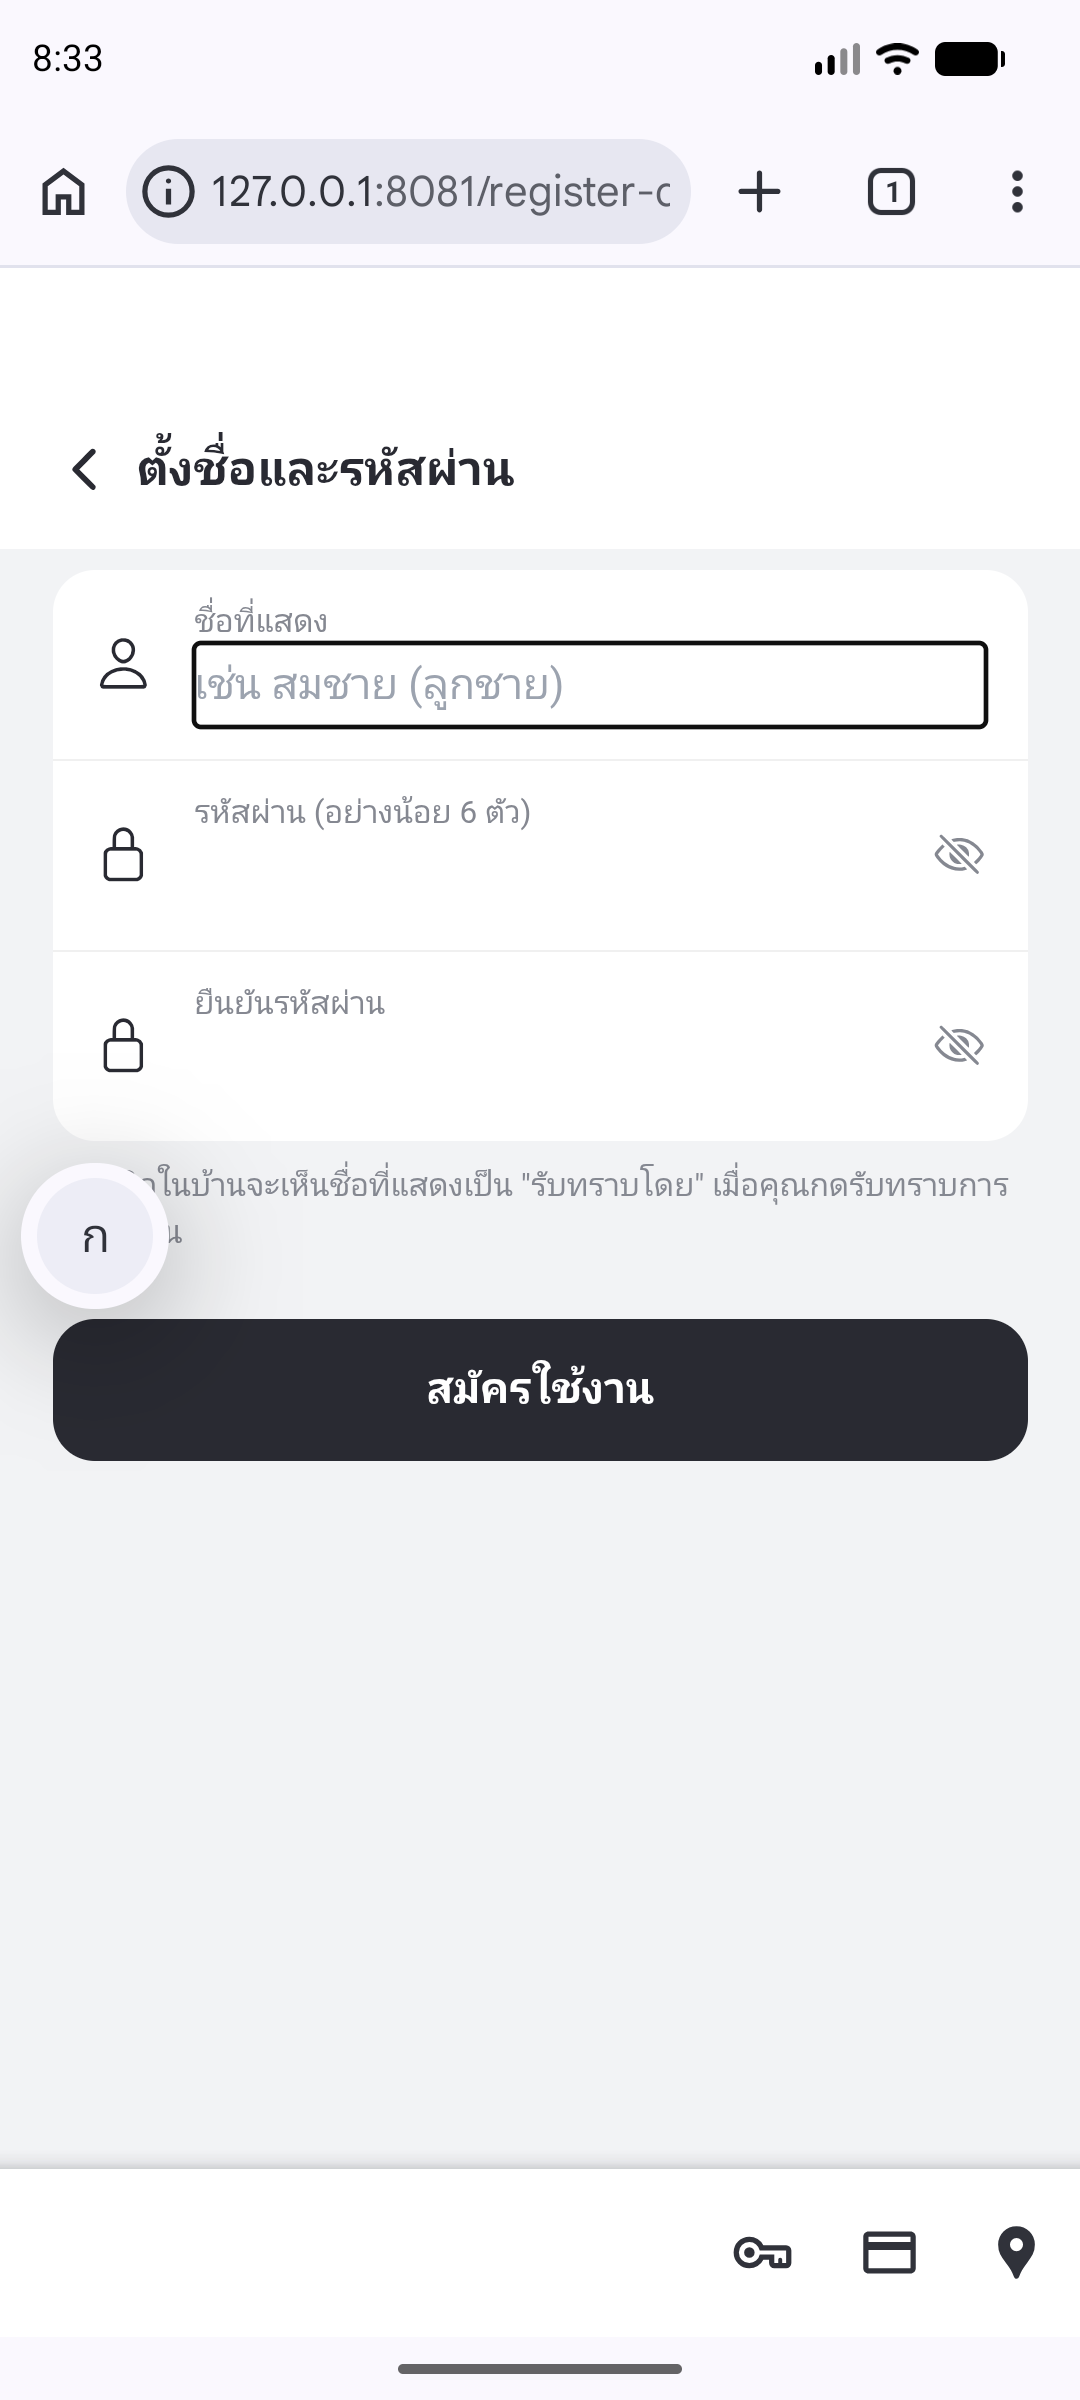 8:33
127.0.0.1:8081/register-c
1
ตั้งชื่อและรหัสผ่าน
ชื่อที่แสดง
เช่น สมชาย (ลูกชาย)
รหัสผ่าน (อย่างน้อย 6 ตัว)
ยืนยันรหัสผ่าน
ในบ้านจะเห็นชื่อที่แสดงเป็น "รับทราบโดย" เมื่อคุณกดรับทราบการ
ก
สมัครใช้งาน